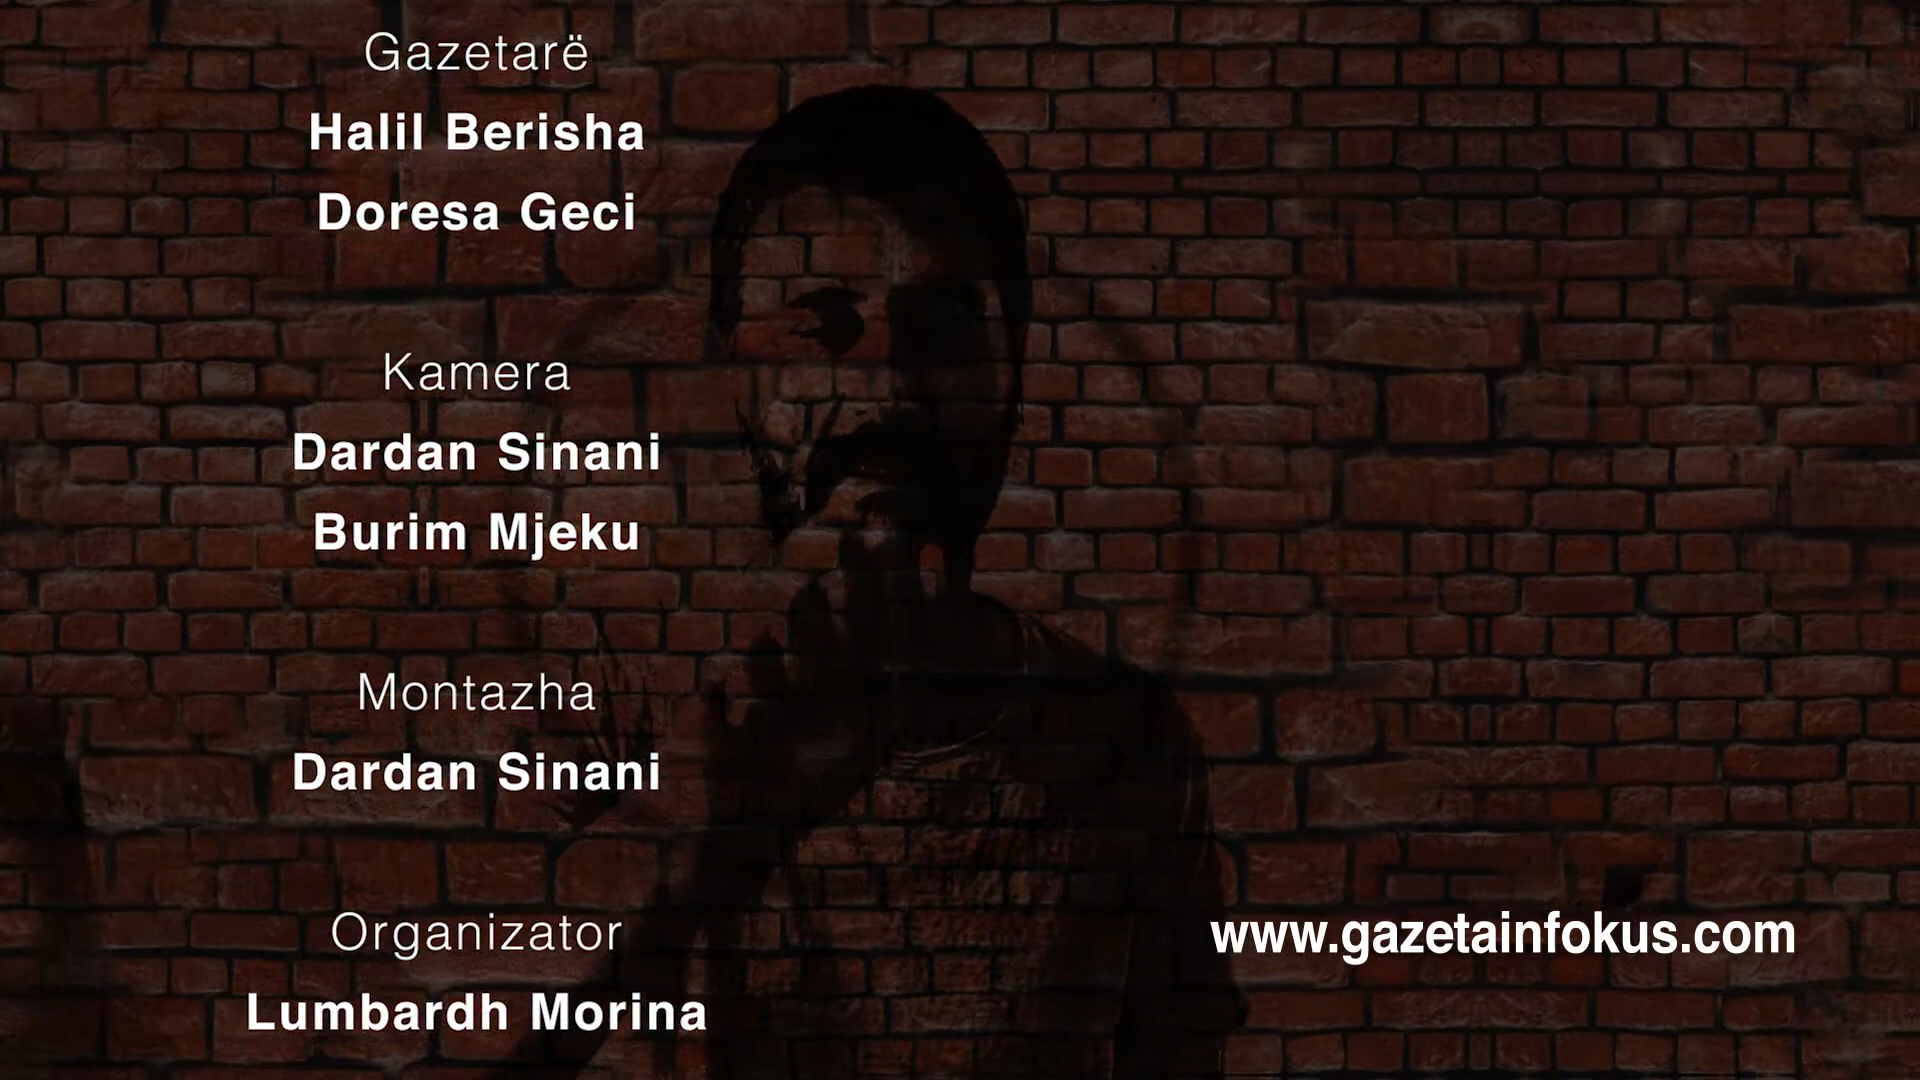 Gazetarë
Halil Berisha
Doresa Geci
Kamera
Dardan Sinani
Burim Mjeku
Montazha
Dardan Sinani
Organizator
Lumbardh Morina
www.gazetainfokus.com